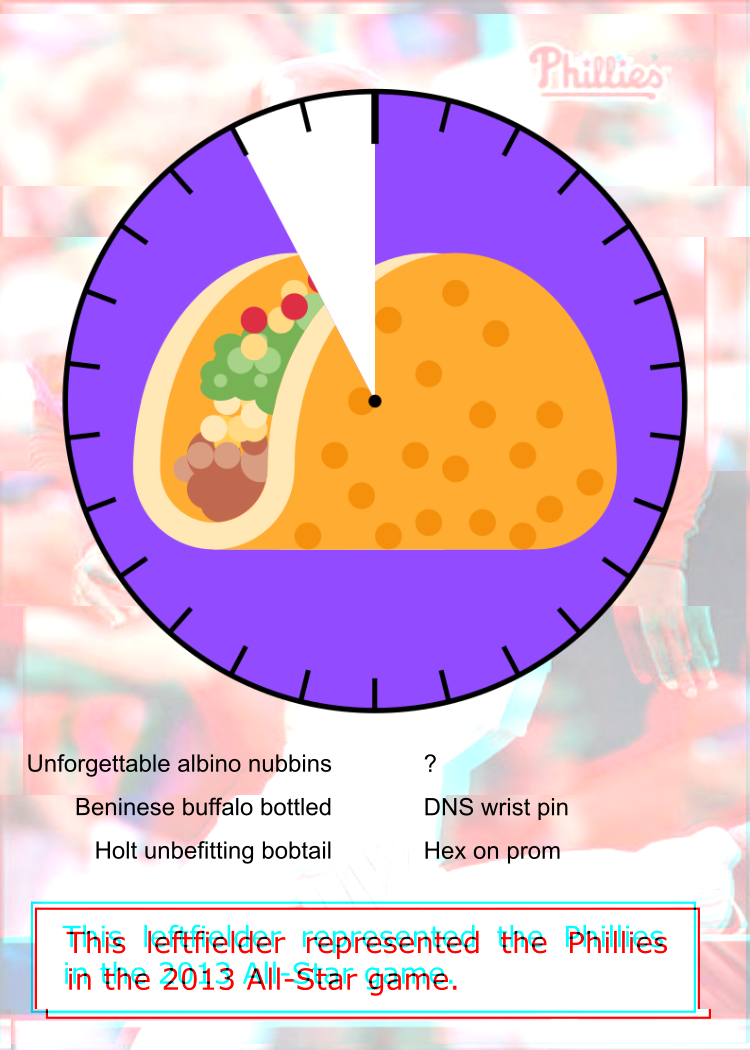 Phillies
Unforgettable albino nubbins ?
Beninese buffalo bottled DNS wrist pin
Holt unbefitting bobtail Hex on prom
This leftfielder represented the Phillies
in the 2013 All-Star game.